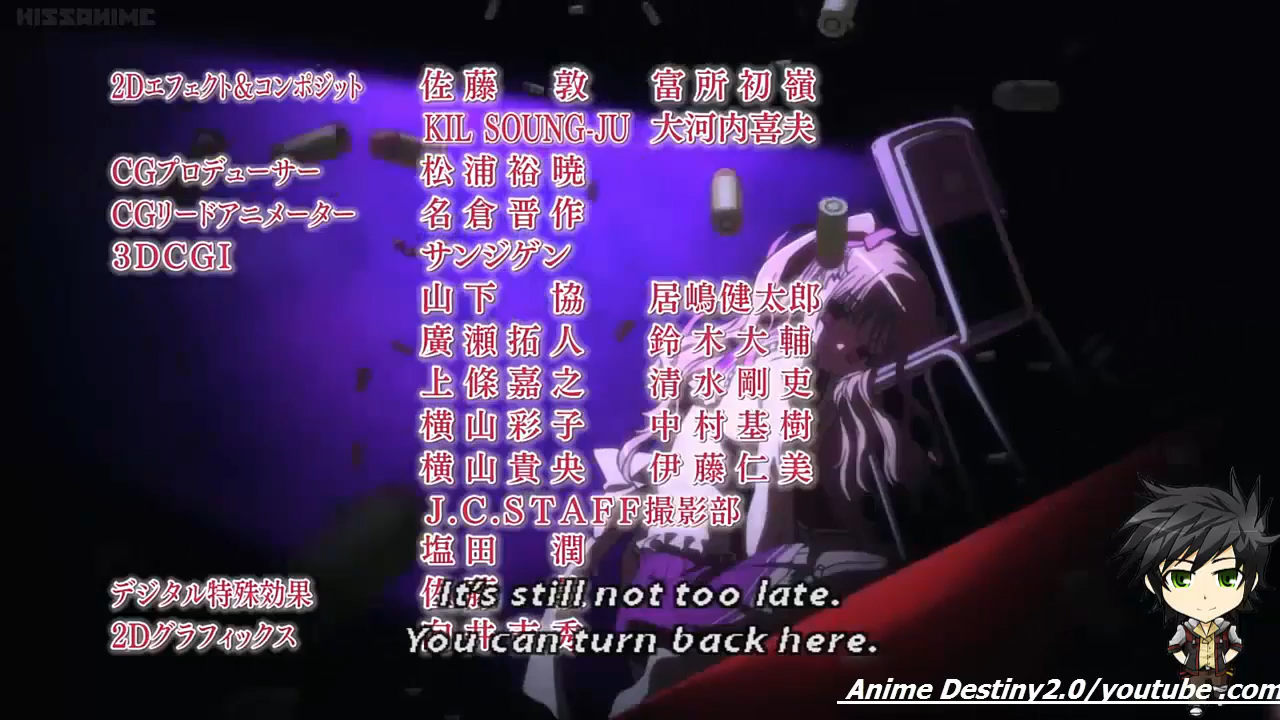 KISSANIME
2Dエフェクト&コンポジット 佐藤 敦 富所初嶺
KIL SOUNG-JU 大河内喜夫
CGプロデューサー 松浦裕暁
CGリードアニメーター 名倉晋作
3DCGI サンジゲン
山下 協 居嶋健太郎
廣瀬拓人 鈴木大輔
上條嘉之 清水剛吏
横山彩子 中村基樹
横山貴央 伊藤仁美
J.C.STAFF撮影部
塩田 潤
デジタル特殊効果 佐藤
2Dグラフィックス
It's still not too late.
You can turn back here.
Anime Destiny2.0/youtube .com